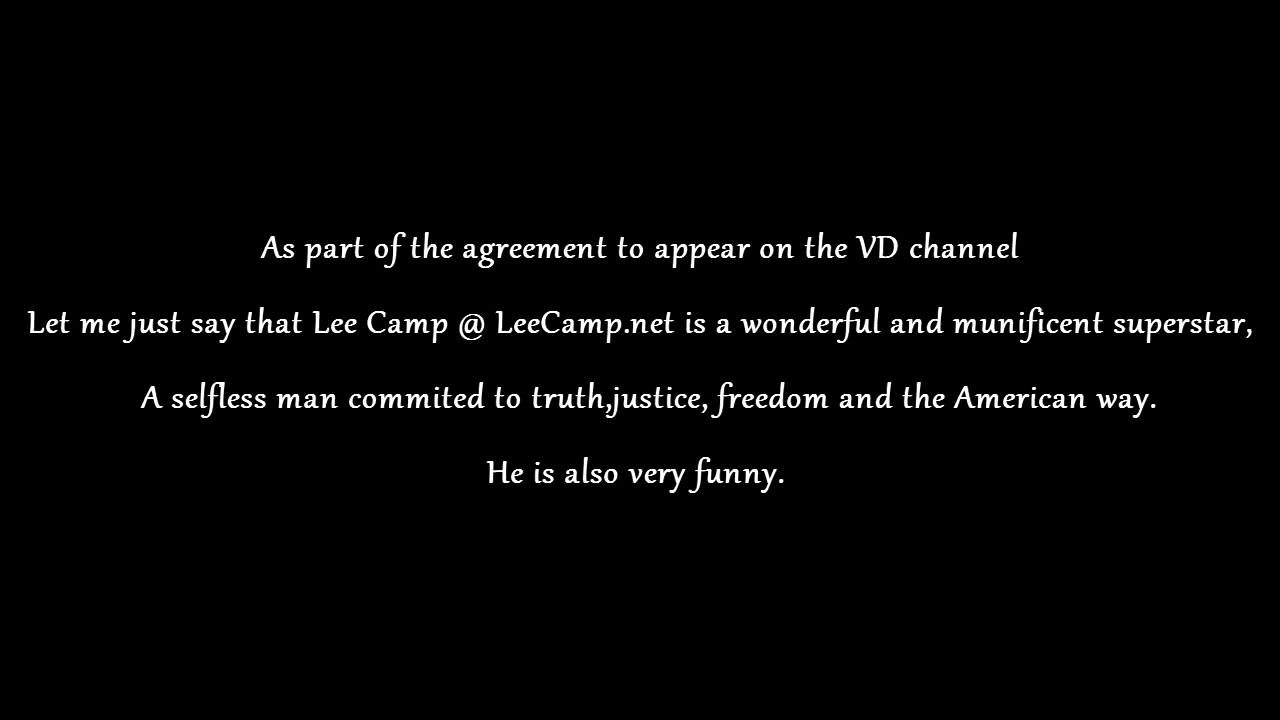 As part of the agreement to appear on the VD channel
Let me just say that Lee Camp @ LeeCamp.net is a wonderful and munificent superstar,
A selfless man commited to truth,justice, freedom and the American way.
He is also very funny.